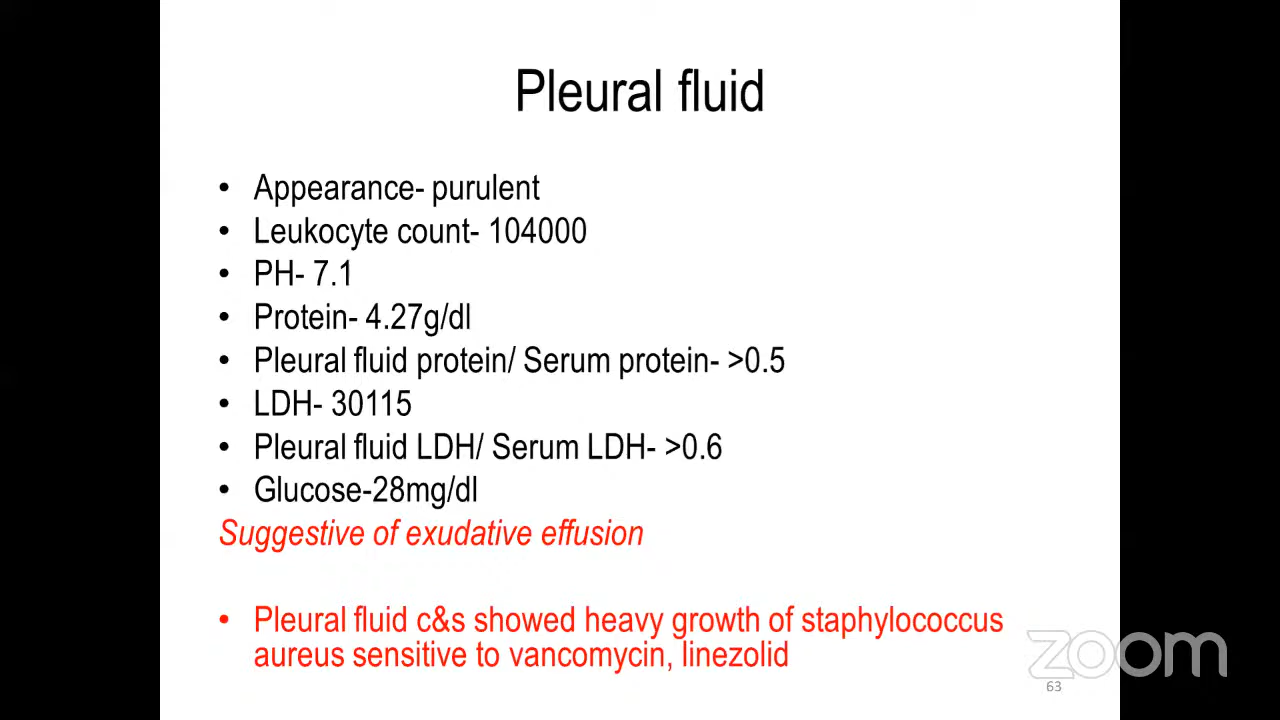 Pleural fluid
• Appearance- purulent
• Leukocyte count- 104000
• PH- 7.1
• Protein- 4.27g/dl
• Pleural fluid protein/ Serum protein- >0.5
• LDH- 30115
• Pleural fluid LDH/ Serum LDH- >0.6
• Glucose-28mg/dl
Suggestive of exudative effusion
• Pleural fluid c&s showed heavy growth of staphylococcus
aureus sensitive to vancomycin, linezolid
zoom
63